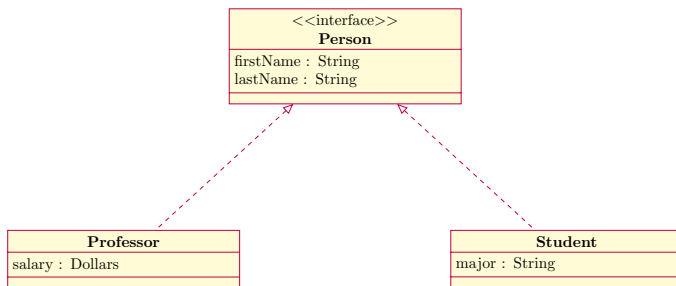 <<interface>>
Person
firstName : String
lastName : String
Professor
salary : Dollars
Student
major : String